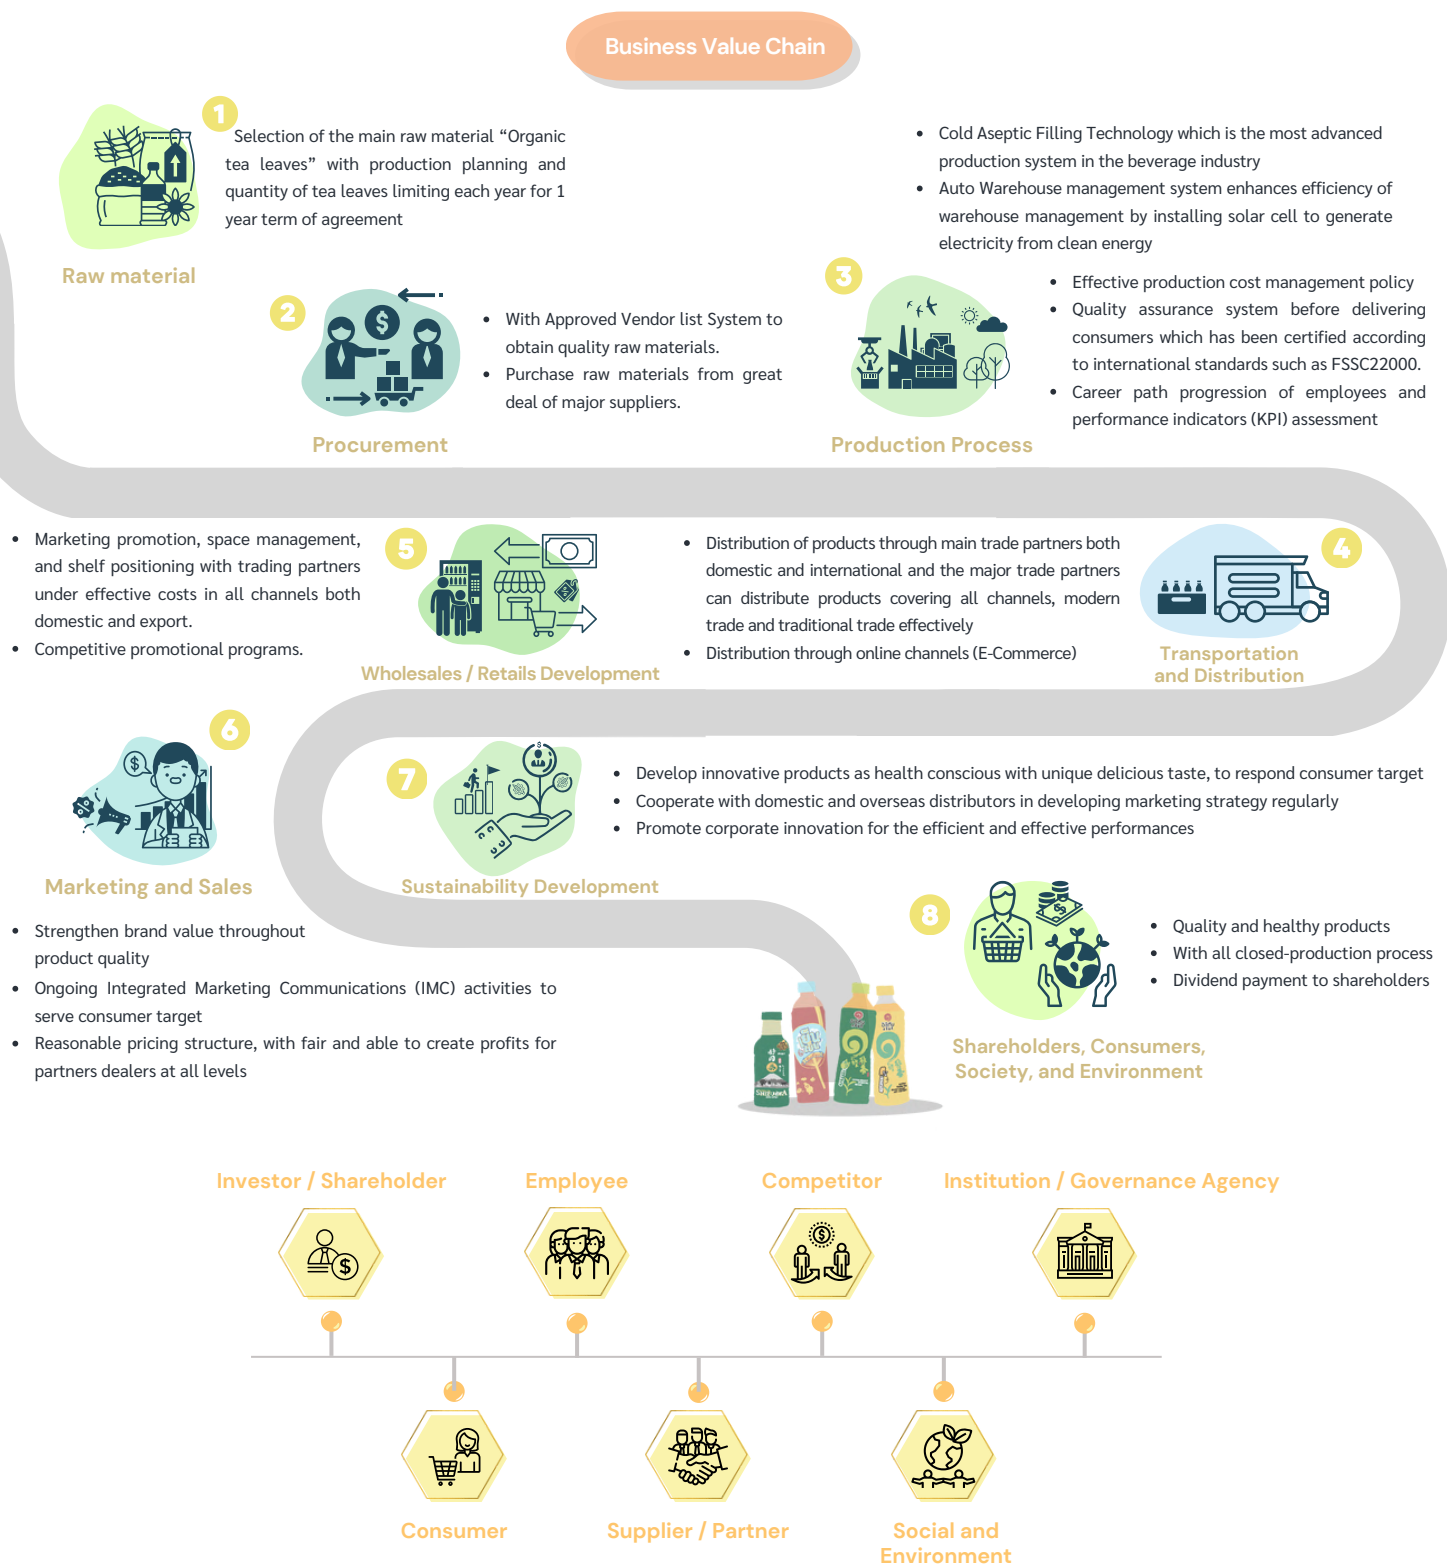 Business Value Chain
1
Selection of the main raw material “Organic
tea leaves” with production planning and
quantity of tea leaves limiting each year for 1
year term of agreement
Raw material
2
• With Approved Vendor list System to
obtain quality raw materials.
• Purchase raw materials from great
deal of major suppliers.
Procurement
• Cold Aseptic Filling Technology which is the most advanced
production system in the beverage industry
• Auto Warehouse management system enhances efficiency of
warehouse management by installing solar cell to generate
electricity from clean energy
3
• Effective production cost management policy
• Quality assurance system before delivering
consumers which has been certified according
to international standards such as FSSC22000.
• Career path progression of employees and
performance indicators (KPI) assessment
Production Process
4
• Distribution of products through main trade partners both
domestic and international and the major trade partners
can distribute products covering all channels, modern
trade and traditional trade effectively
• Distribution through online channels (E-Commerce)
Transportation
and Distribution
5
• Marketing promotion, space management,
and shelf positioning with trading partners
under effective costs in all channels both
domestic and export.
• Competitive promotional programs.
Wholesales / Retails Development
6
Marketing and Sales
• Strengthen brand value throughout
product quality
• Ongoing Integrated Marketing Communications (IMC) activities to
serve consumer target
• Reasonable pricing structure, with fair and able to create profits for
partners dealers at all levels
7
• Develop innovative products as health conscious with unique delicious taste, to respond consumer target
• Cooperate with domestic and overseas distributors in developing marketing strategy regularly
• Promote corporate innovation for the efficient and effective performances
Sustainability Development
8
• Quality and healthy products
• With all closed-production process
• Dividend payment to shareholders
Shareholders, Consumers,
Society, and Environment
Investor / Shareholder
Employee
Competitor
Institution / Governance Agency
Consumer
Supplier / Partner
Social and
Environment